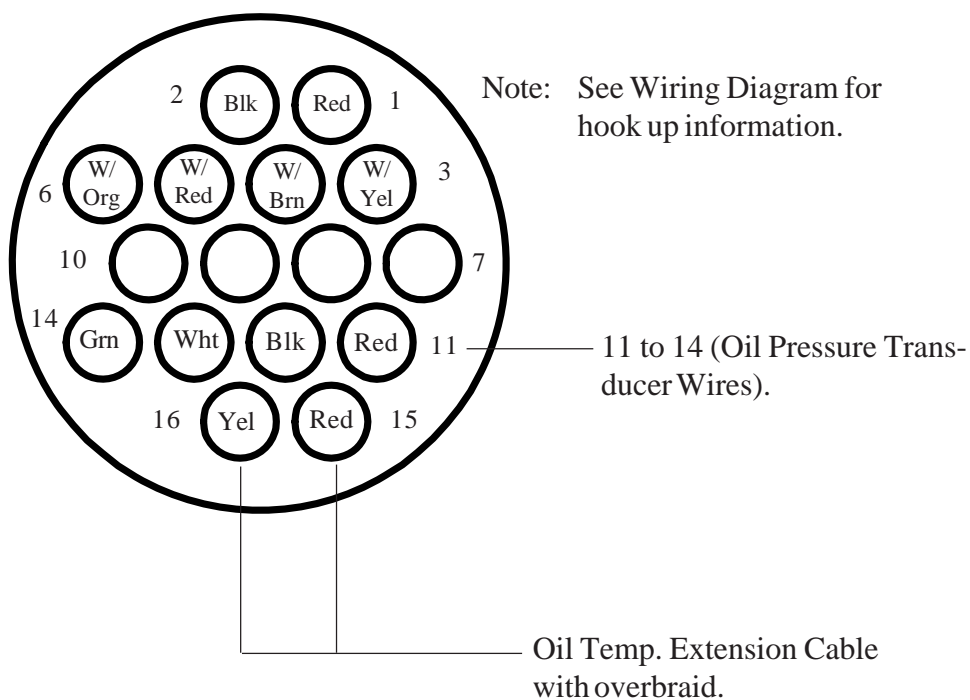 2 Blk Red 1
Note: See Wiring Diagram for
hook up information.
6 W/Org W/Red W/Brn W/Yel 3
10 7
14 Grn Wht Blk Red 11
11 to 14 (Oil Pressure Trans-
ducer Wires).
16 Yel Red 15
Oil Temp. Extension Cable
with overbraid.